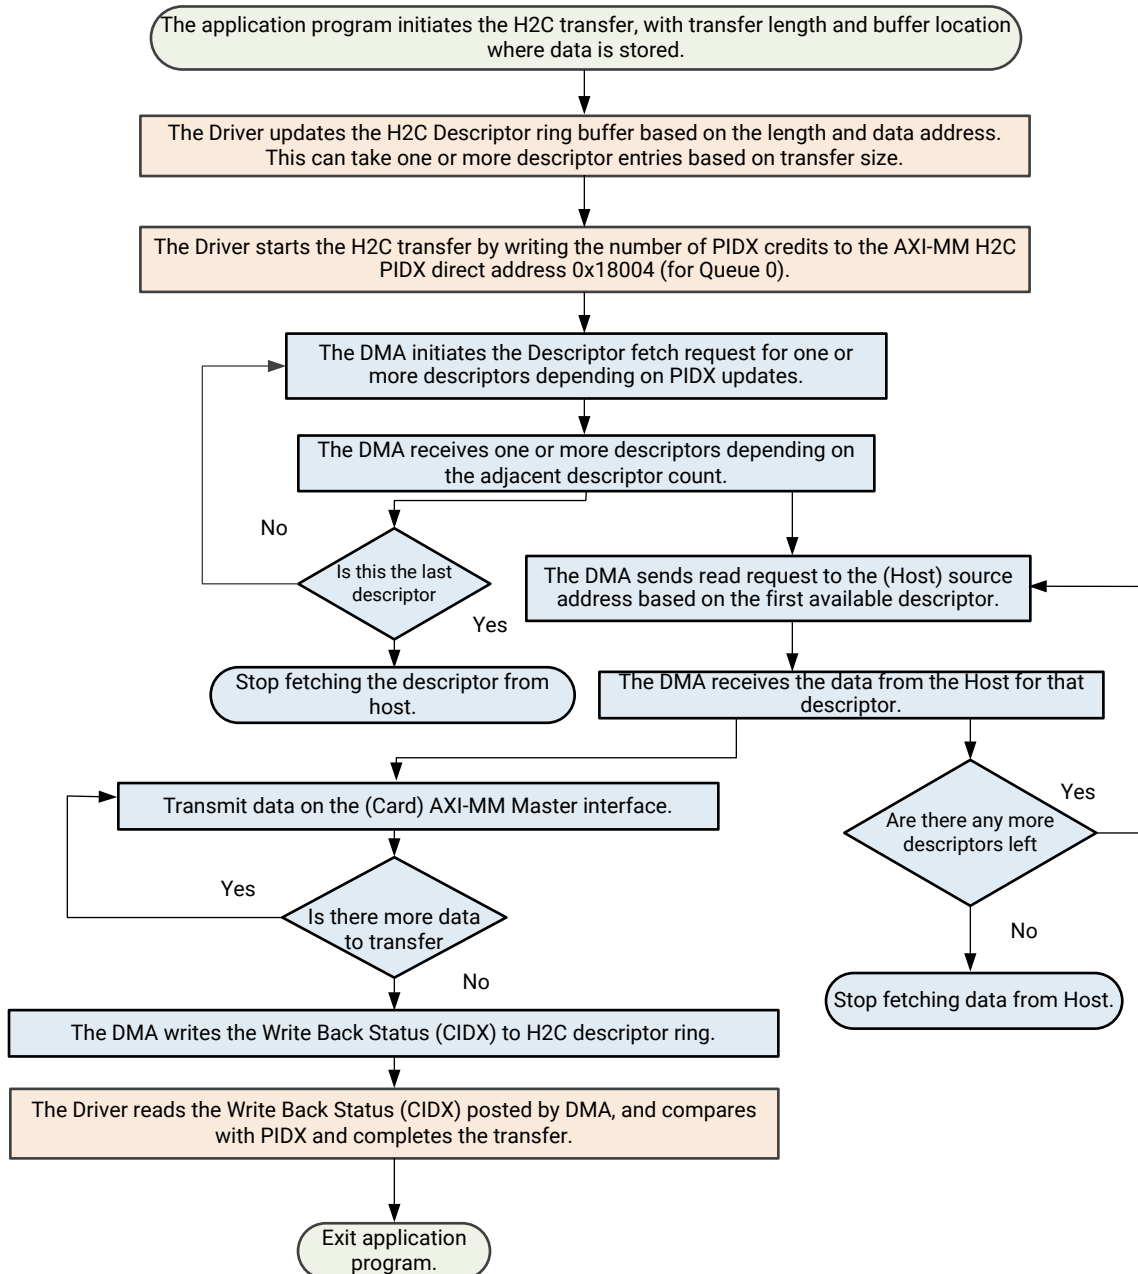 The application program initiates the H2C transfer, with transfer length and buffer location
where data is stored.
The Driver updates the H2C Descriptor ring buffer based on the length and data address.
This can take one or more descriptor entries based on transfer size.
The Driver starts the H2C transfer by writing the number of PIDX credits to the AXI-MM H2C
PIDX direct address 0x18004 (for Queue 0).
The DMA initiates the Descriptor fetch request for one or
more descriptors depending on PIDX updates.
The DMA receives one or more descriptors depending on
the adjacent descriptor count.
No
Is this the last
descriptor
Yes
Stop fetching the descriptor from
host.
The DMA sends read request to the (Host) source
address based on the first available descriptor.
The DMA receives the data from the Host for that
descriptor.
Yes
Are there any more
descriptors left
No
Stop fetching data from Host.
Transmit data on the (Card) AXI-MM Master interface.
Yes
Is there more data
to transfer
No
The DMA writes the Write Back Status (CIDX) to H2C descriptor ring.
The Driver reads the Write Back Status (CIDX) posted by DMA, and compares
with PIDX and completes the transfer.
Exit application
program.